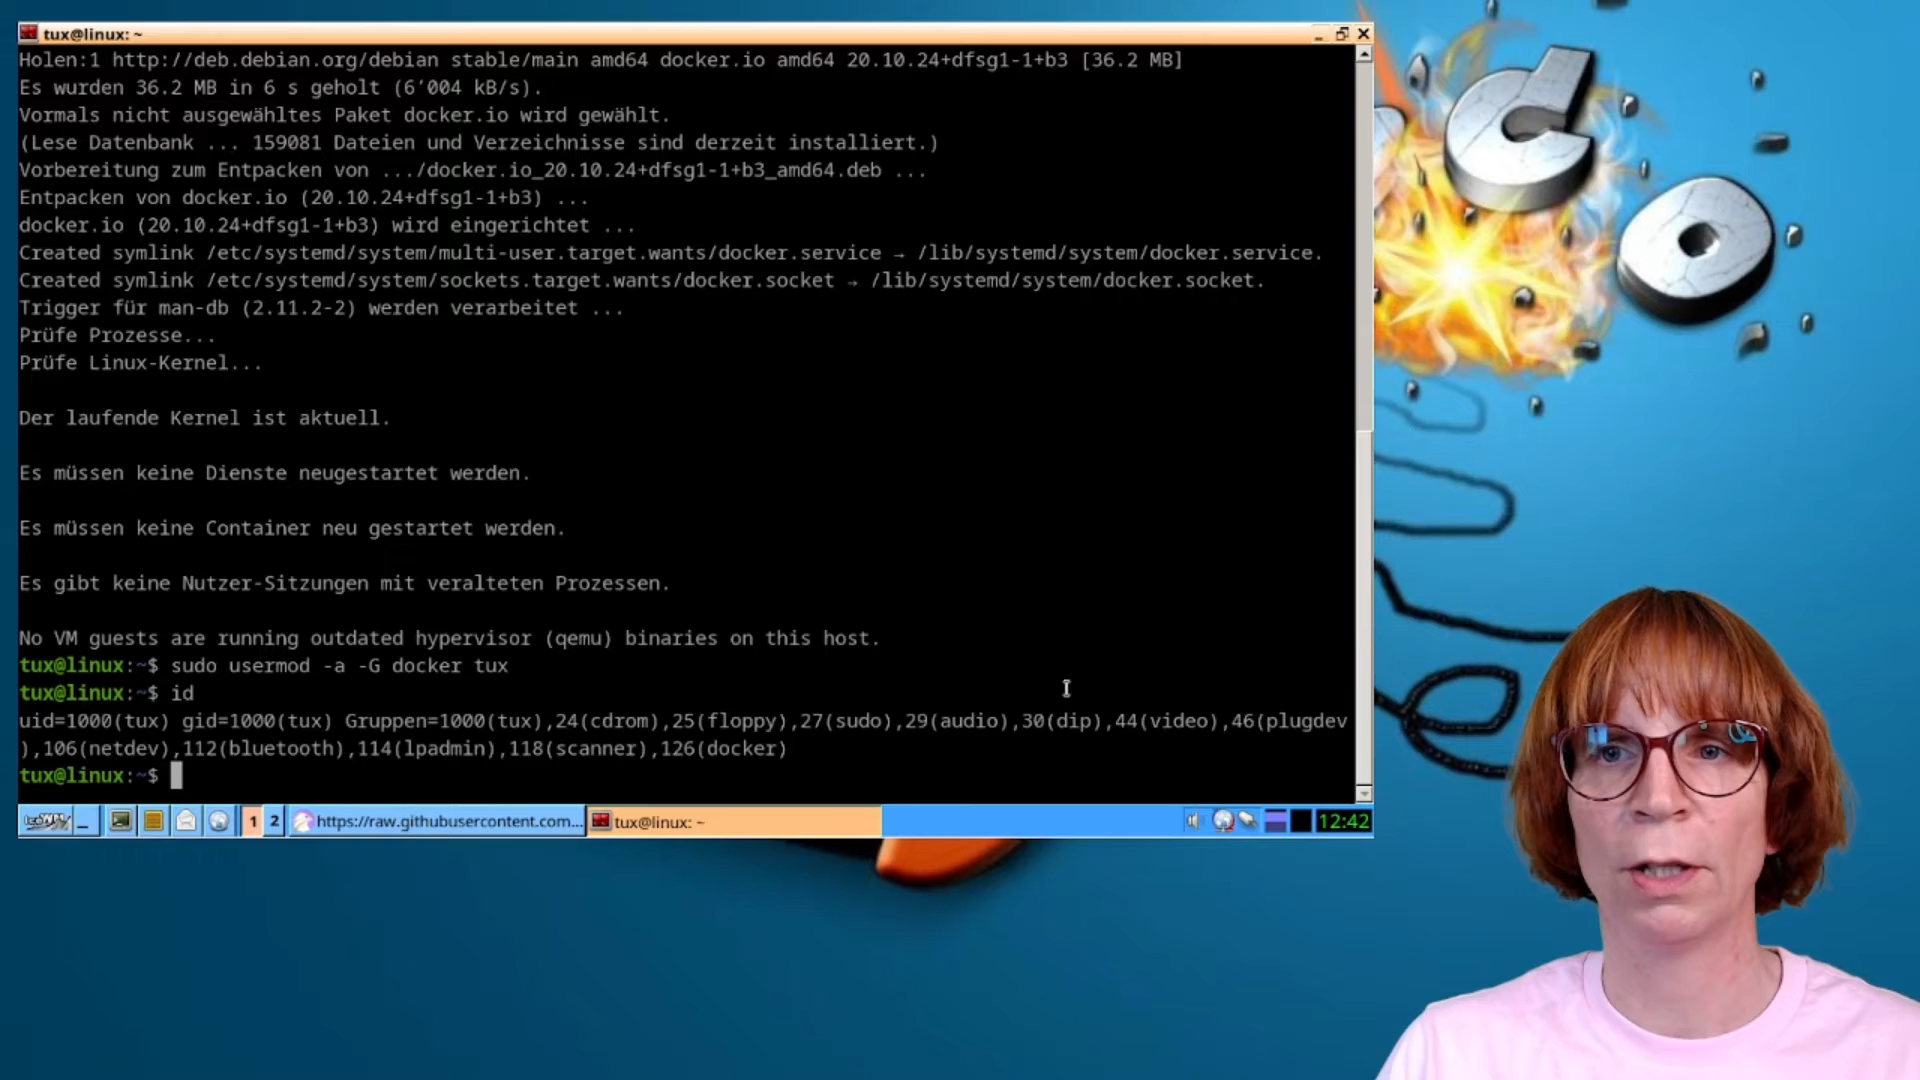 tux@linux: ~
Holen:1 http://deb.debian.org/debian stable/main amd64 docker.io amd64 20.10.24+dfsg1-1+b3 [36.2 MB]
Es wurden 36.2 MB in 6 s geholt (6’004 kB/s).
Vormals nicht ausgewähltes Paket docker.io wird gewählt.
(Lese Datenbank ... 159081 Dateien und Verzeichnisse sind derzeit installiert.)
Vorbereitung zum Entpacken von .../docker.io_20.10.24+dfsg1-1+b3_amd64.deb ...
Entpacken von docker.io (20.10.24+dfsg1-1+b3) ...
docker.io (20.10.24+dfsg1-1+b3) wird eingerichtet ...
Created symlink /etc/systemd/system/multi-user.target.wants/docker.service → /lib/systemd/system/docker.service.
Created symlink /etc/systemd/system/sockets.target.wants/docker.socket → /lib/systemd/system/docker.socket.
Trigger für man-db (2.11.2-2) werden verarbeitet ...
Prüfe Prozesse...
Prüfe Linux-Kernel...
Der laufende Kernel ist aktuell.
Es müssen keine Dienste neugestartet werden.
Es müssen keine Container neu gestartet werden.
Es gibt keine Nutzer-Sitzungen mit veralteten Prozessen.
No VM guests are running outdated hypervisor (qemu) binaries on this host.
tux@linux:~$ sudo usermod -a -G docker tux
tux@linux:~$ id
uid=1000(tux) gid=1000(tux) Gruppen=1000(tux),24(cdrom),25(floppy),27(sudo),29(audio),30(dip),44(video),46(plugdev
),106(netdev),112(bluetooth),114(lpadmin),118(scanner),126(docker)
tux@linux:~$
1 2 https://raw.githubusercontent.com... tux@linux: ~ 12:42